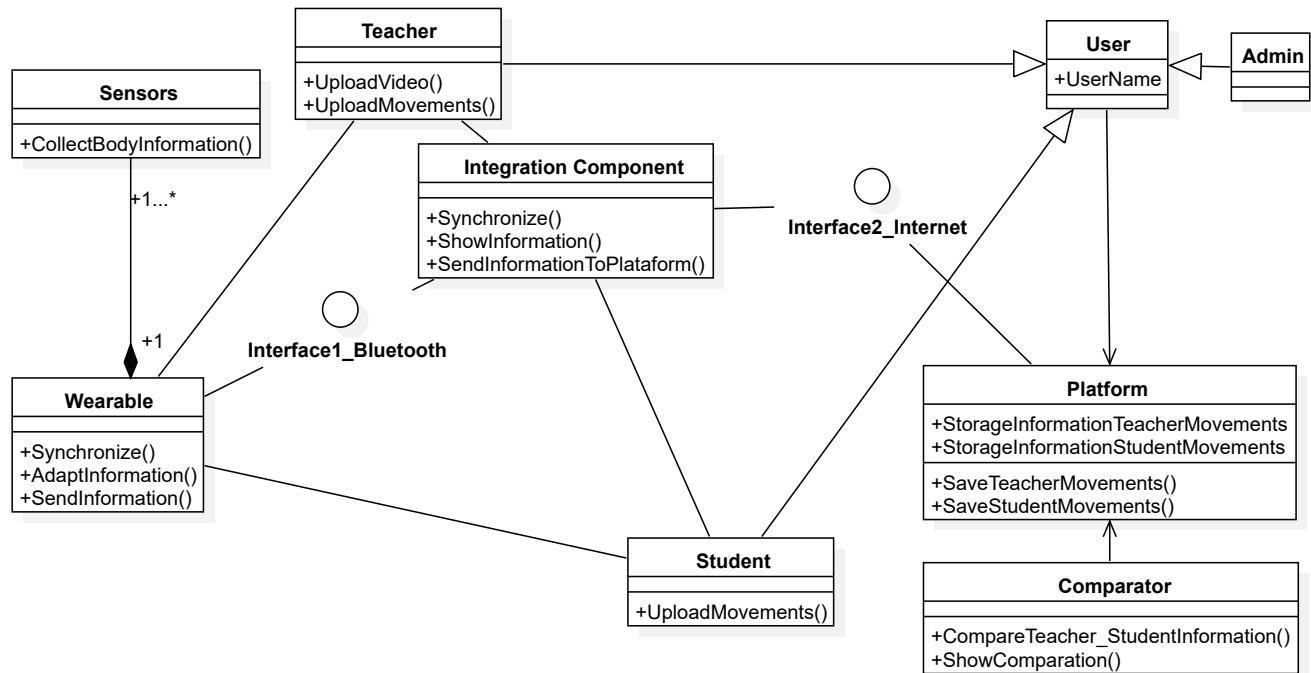 Teacher
+UploadVideo()
+UploadMovements()
User
+UserName
Admin
Sensors
+CollectBodyInformation()
Integration Component
+Synchronize()
+ShowInformation()
+SendInformationToPlataform()
+1...*
+1
Interface2_Internet
Interface1_Bluetooth
Wearable
+Synchronize()
+AdaptInformation()
+SendInformation()
Platform
+StorageInformationTeacherMovements
+StorageInformationStudentMovements
+SaveTeacherMovements()
+SaveStudentMovements()
Student
+UploadMovements()
Comparator
+CompareTeacher_StudentInformation()
+ShowComparation()